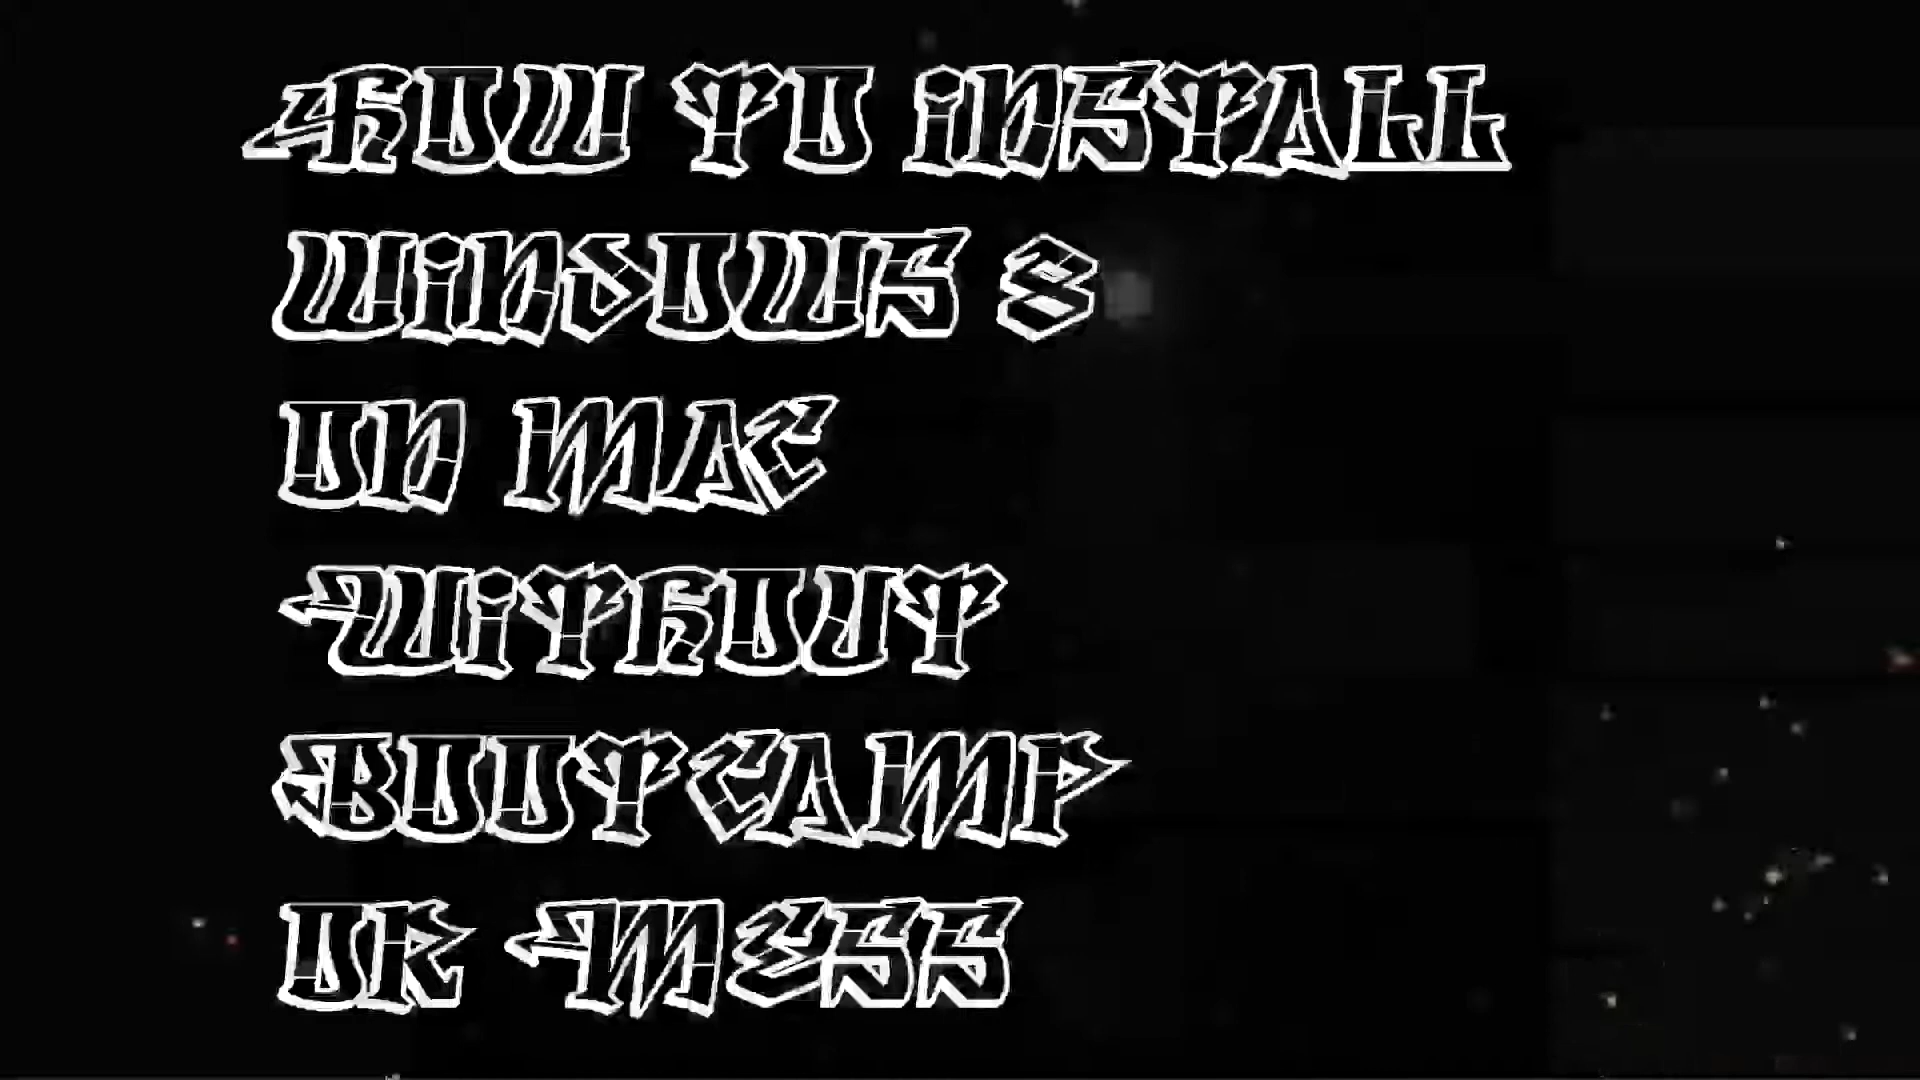 How to iNSTALL
WiNDOWS 8
ON MAC
WiTHOUT
BOOTCAMP
OR MESS